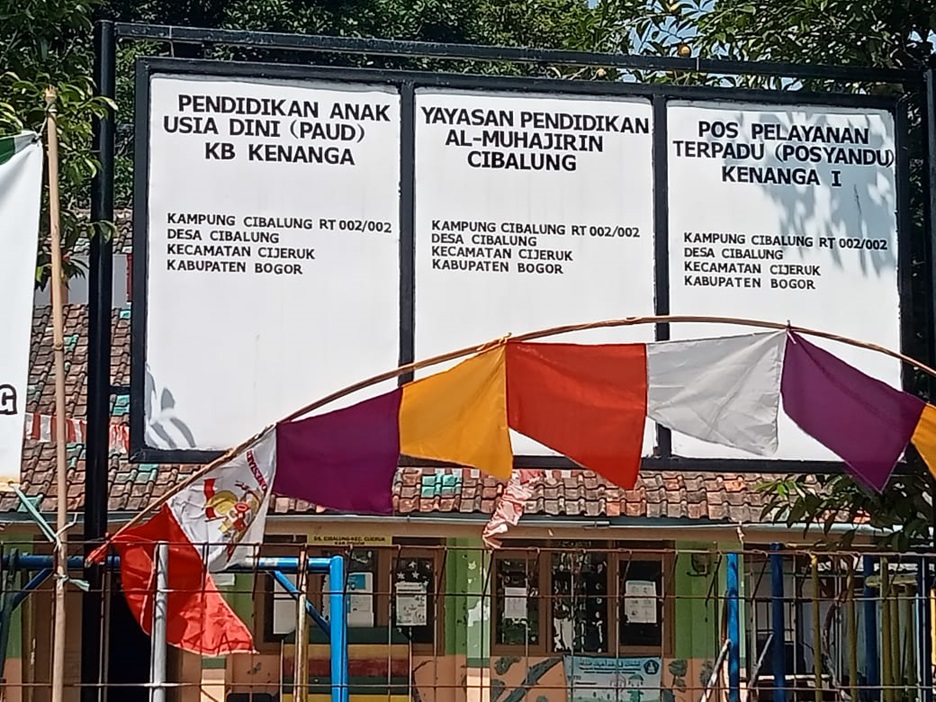 PENDIDIKAN ANAK
USIA DINI (PAUD)
KB KENANGA
KAMPUNG CIBALUNG RT 002/002
DESA CIBALUNG
KECAMATAN CIJERUK
KABUPATEN BOGOR
YAYASAN PENDIDIKAN
AL-MUHAJIRIN
CIBALUNG
KAMPUNG CIBALUNG RT 002/002
DESA CIBALUNG
KECAMATAN CIJERUK
KABUPATEN BOGOR
POS PELAYANAN
TERPADU (POSYANDU)
KENANGA I
KAMPUNG CIBALUNG RT 002/002
DESA CIBALUNG
KECAMATAN CIJERUK
KABUPATEN BOGOR
G